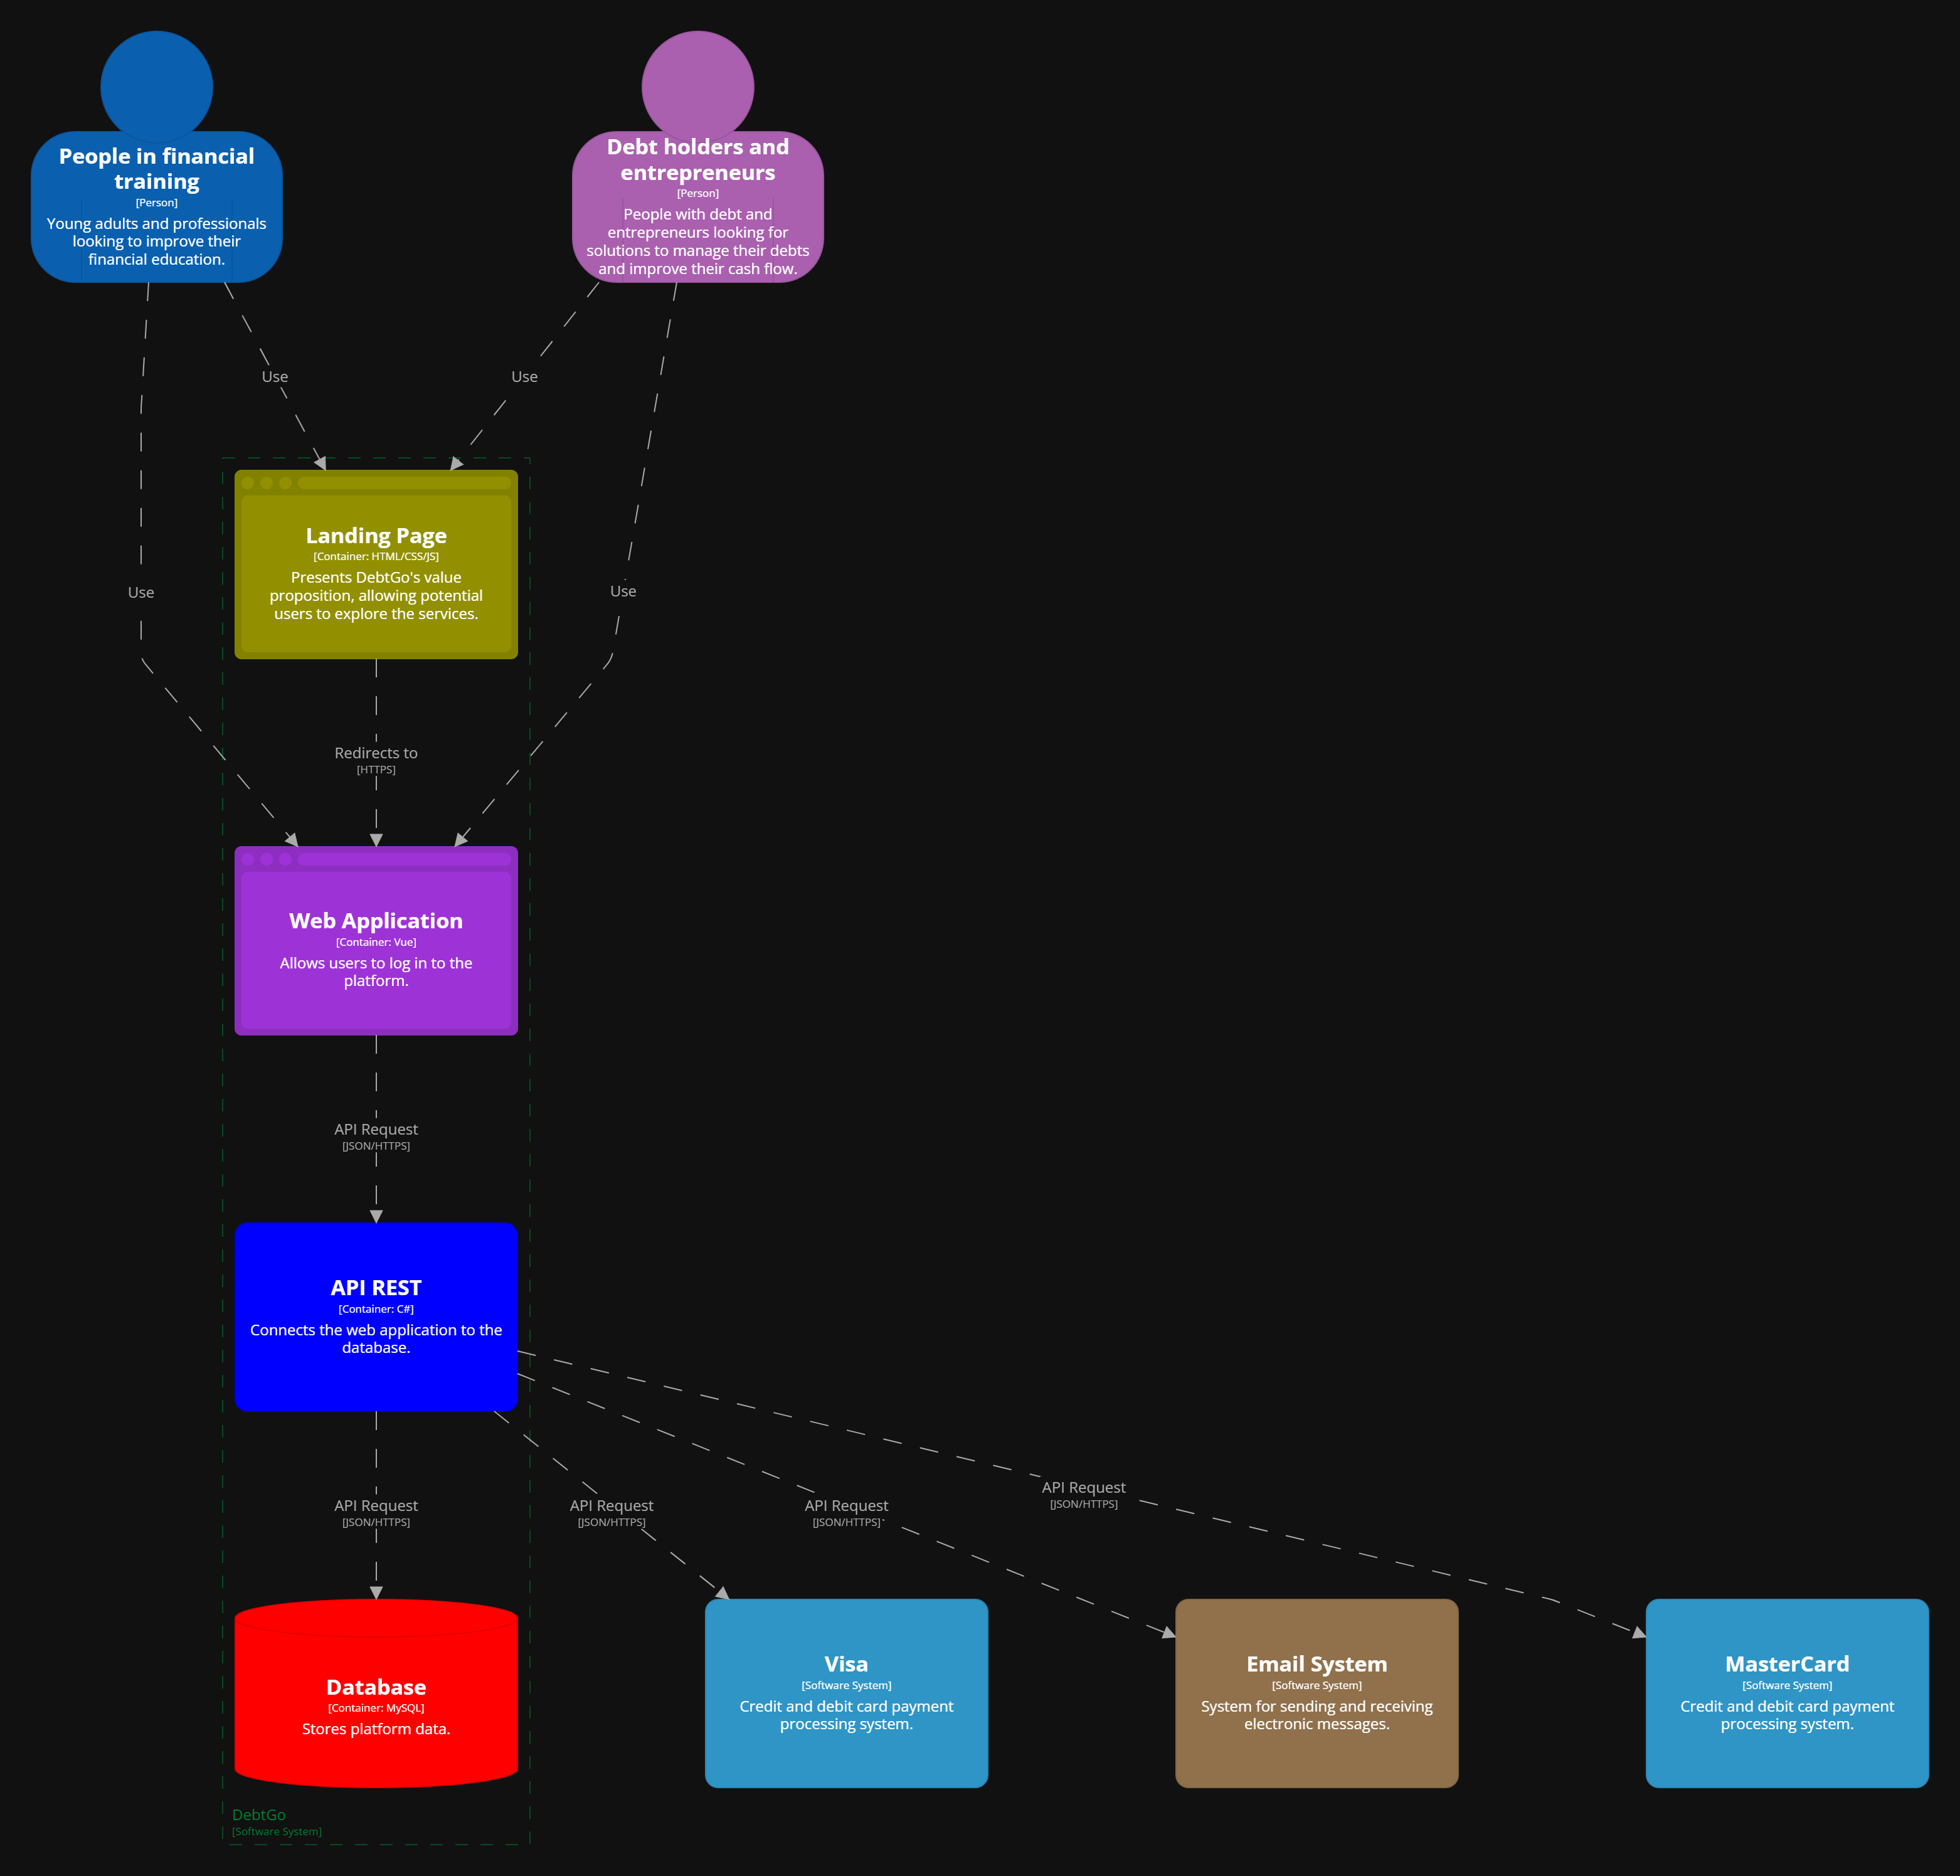 People in financial
training
[Person]
Young adults and professionals
looking to improve their
financial education.
Debt holders and
entrepreneurs
[Person]
People with debt and
entrepreneurs looking for
solutions to manage their debts
and improve their cash flow.
Use
Use
Use
Use
Landing Page
[Container: HTML/CSS/JS]
Presents DebtGo's value
proposition, allowing potential
users to explore the services.
Redirects to
[HTTPS]
Web Application
[Container: Vue]
Allows users to log in to the
platform.
API Request
[JSON/HTTPS]
API REST
[Container: C#]
Connects the web application to the
database.
API Request
[JSON/HTTPS]
API Request
[JSON/HTTPS]
API Request
[JSON/HTTPS]
API Request
[JSON/HTTPS]
Database
[Container: MySQL]
Stores platform data.
Visa
[Software System]
Credit and debit card payment
processing system.
Email System
[Software System]
System for sending and receiving
electronic messages.
MasterCard
[Software System]
Credit and debit card payment
processing system.
DebtGo
[Software System]